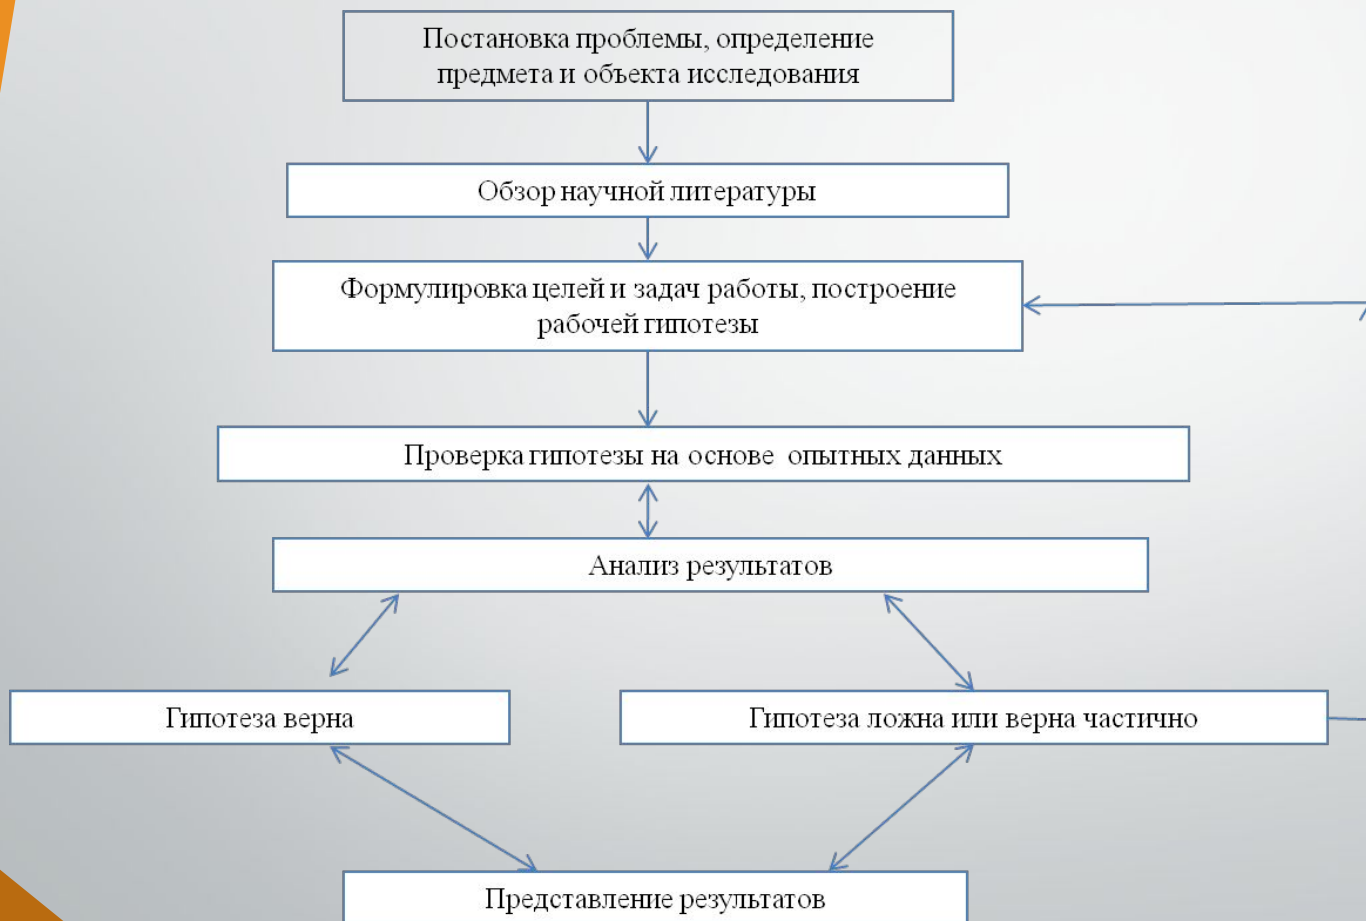 Постановка проблемы, определение
предмета и объекта исследования
Обзор научной литературы
Формулировка целей и задач работы, построение
рабочей гипотезы
Проверка гипотезы на основе опытных данных
Анализ результатов
Гипотеза верна
Гипотеза ложна или верна частично
Представление результатов